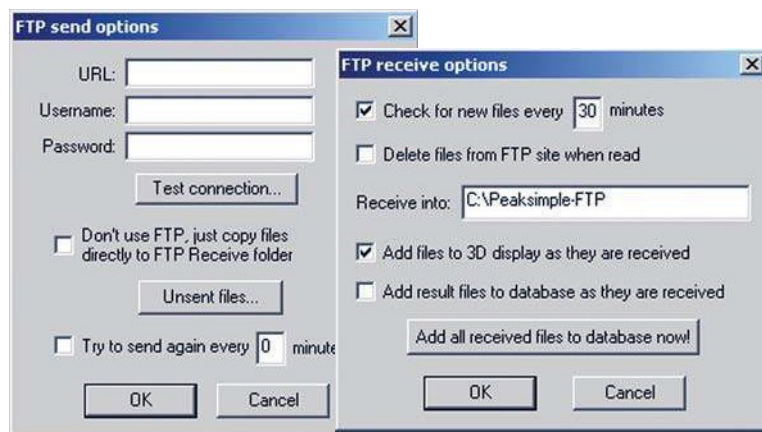 FTP send options
URL:
Username:
Password:
Test connection...
Don't use FTP, just copy files
directly to FTP Receive folder
Unsent files...
Try to send again every 0 minute
OK Cancel
FTP receive options
Check for new files every 30 minutes
Delete files from FTP site when read
Receive into: C:\Peaksimple-FTP
Add files to 3D display as they are received
Add result files to database as they are received
Add all received files to database now!
OK Cancel